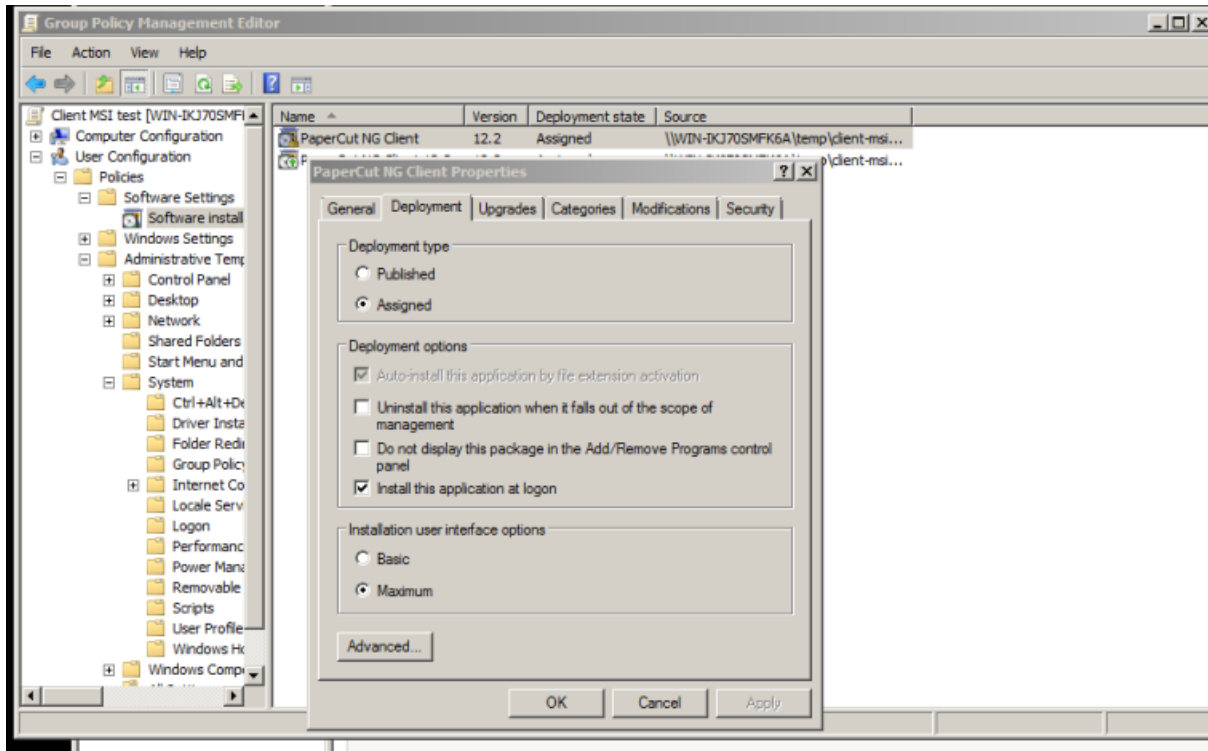 Group Policy Management Editor
File Action View Help
Client MSI test [WIN-IKJ70SMFI
Computer Configuration
User Configuration
Policies
Software Settings
Software install
Windows Settings
Administrative Temp
Control Panel
Desktop
Network
Shared Folders
Start Menu and
System
Ctrl+Alt+De
Driver Insta
Folder Redir
Group Policy
Internet Co
Locale Serv
Logon
Performanc
Power Mana
Removable
Scripts
User Profile
Windows Ho
Windows Compo
Name Version Deployment state Source
PaperCut NG Client 12.2 Assigned \\WIN-IKJ70SMFK6A\temp\client-msi...
mp\client-msi...
PaperCut NG Client Properties
General Deployment Upgrades Categories Modifications Security
Deployment type
Published
Assigned
Deployment options
Auto-install this application by file extension activation
Uninstall this application when it falls out of the scope of
management
Do not display this package in the Add/Remove Programs control
panel
Install this application at logon
Installation user interface options
Basic
Maximum
Advanced...
OK Cancel Apply